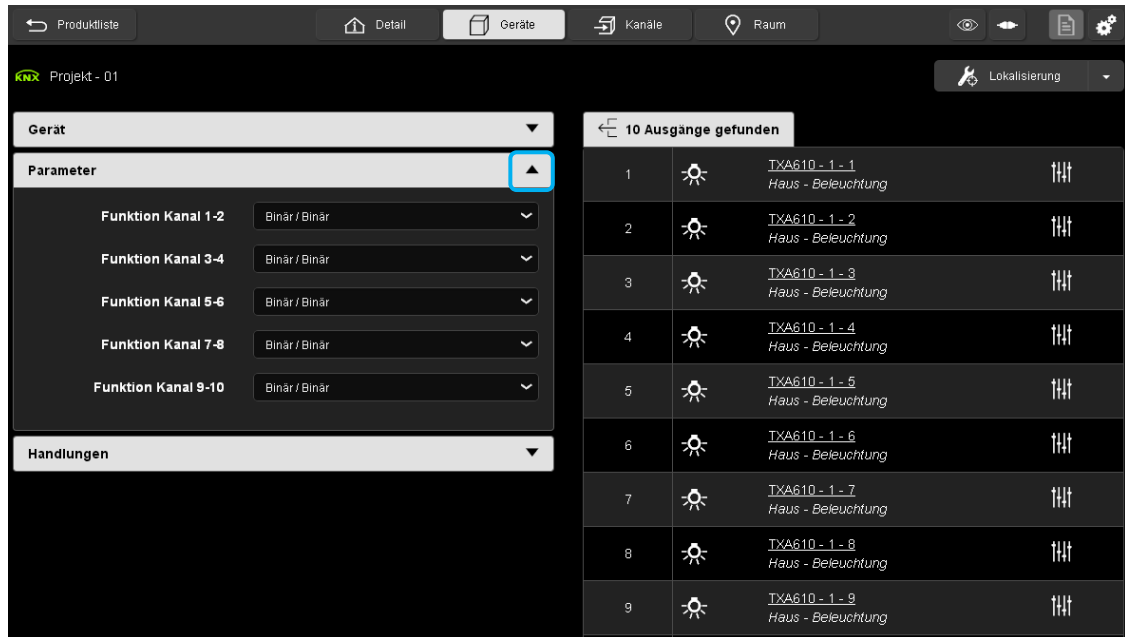 Produktliste
Detail
Geräte
Kanäle
Raum
KNX Projekt - 01
Lokalisierung
Gerät
Parameter
Funktion Kanal 1-2 Binär / Binär
Funktion Kanal 3-4 Binär / Binär
Funktion Kanal 5-6 Binär / Binär
Funktion Kanal 7-8 Binär / Binär
Funktion Kanal 9-10 Binär / Binär
Handlungen
10 Ausgänge gefunden
1 TXA610 - 1 - 1
Haus - Beleuchtung
2 TXA610 - 1 - 2
Haus - Beleuchtung
3 TXA610 - 1 - 3
Haus - Beleuchtung
4 TXA610 - 1 - 4
Haus - Beleuchtung
5 TXA610 - 1 - 5
Haus - Beleuchtung
6 TXA610 - 1 - 6
Haus - Beleuchtung
7 TXA610 - 1 - 7
Haus - Beleuchtung
8 TXA610 - 1 - 8
Haus - Beleuchtung
9 TXA610 - 1 - 9
Haus - Beleuchtung